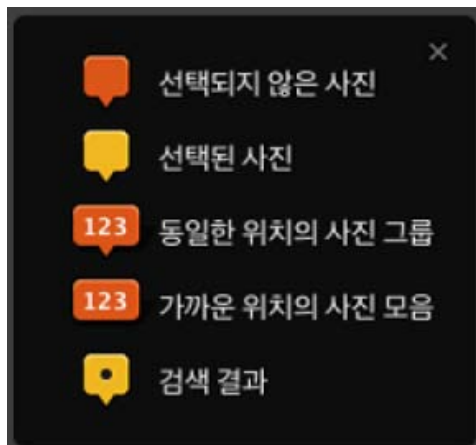 선택되지 않은 사진
선택된 사진
123 동일한 위치의 사진 그룹
123 가까운 위치의 사진 모음
검색 결과